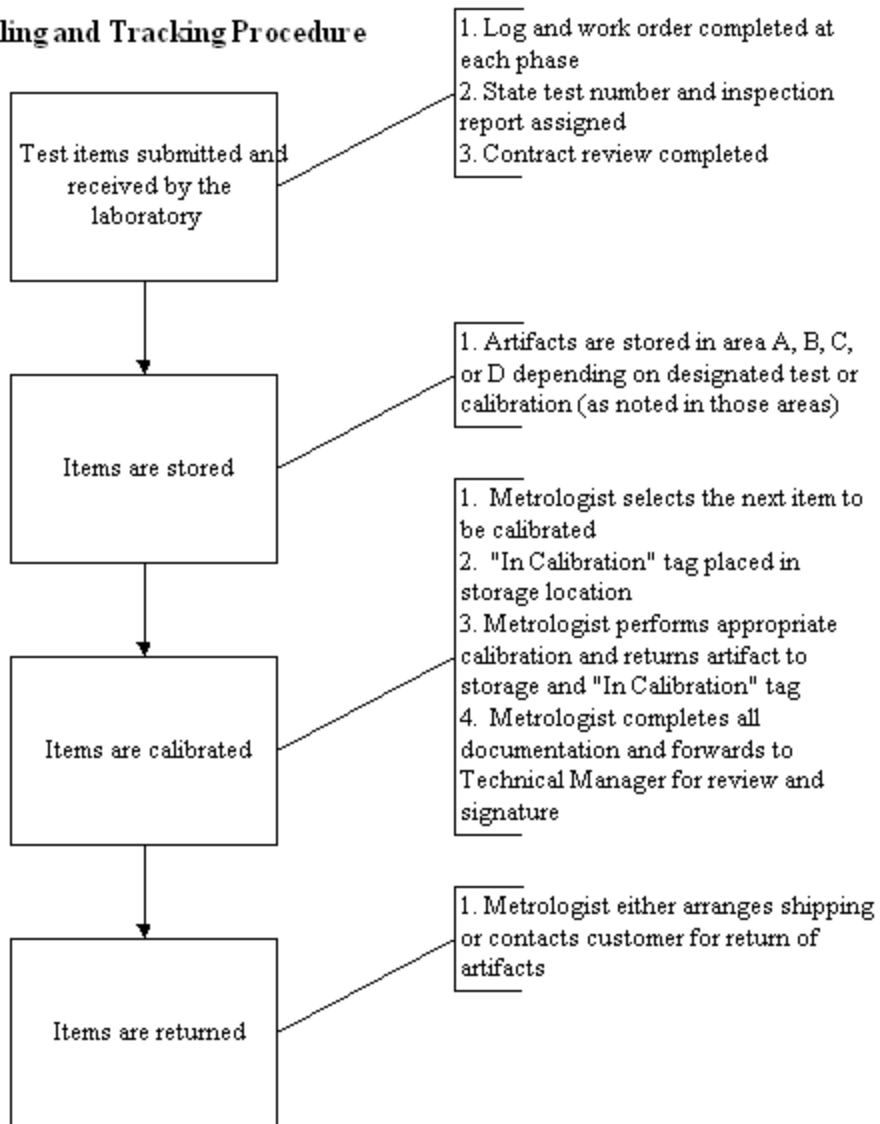 ling and Tracking Procedure
1. Log and work order completed at
each phase
2. State test number and inspection
report assigned
3. Contract review completed
Test items submitted and
received by the
laboratory
1. Artifacts are stored in area A, B, C,
or D depending on designated test or
calibration (as noted in those areas)
Items are stored
1.  Metrologist selects the next item to
be calibrated
2.  "In Calibration" tag placed in
storage location
3. Metrologist performs appropriate
calibration and returns artifact to
storage and "In Calibration" tag
4.  Metrologist completes all
documentation and forwards to
Technical Manager for review and
signature
Items are calibrated
1. Metrologist either arranges shipping
or contacts customer for return of
artifacts
Items are returned